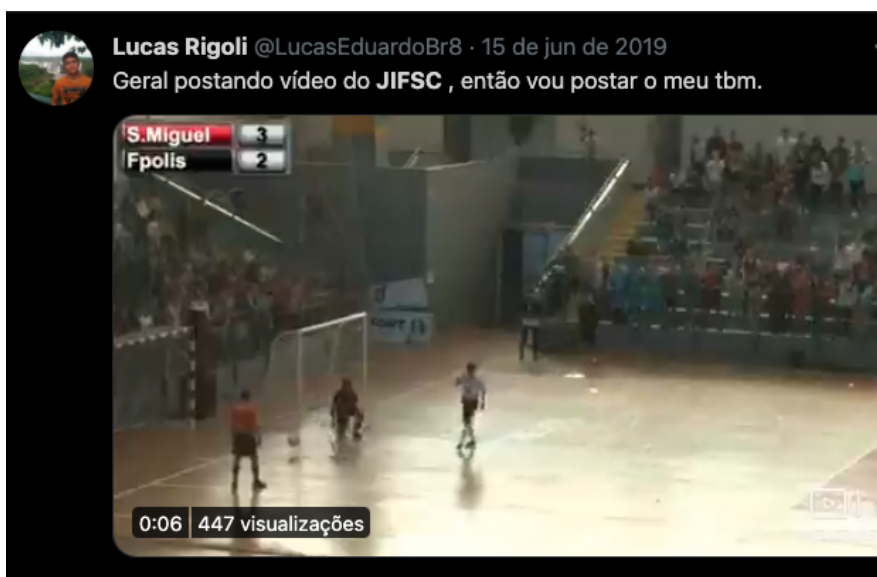 Lucas Rigoli @LucasEduardoBr8 · 15 de jun de 2019
Geral postando vídeo do JIFSC , então vou postar o meu tbm.
S.Miguel 3
Fpolis 2
0:06 447 visualizações